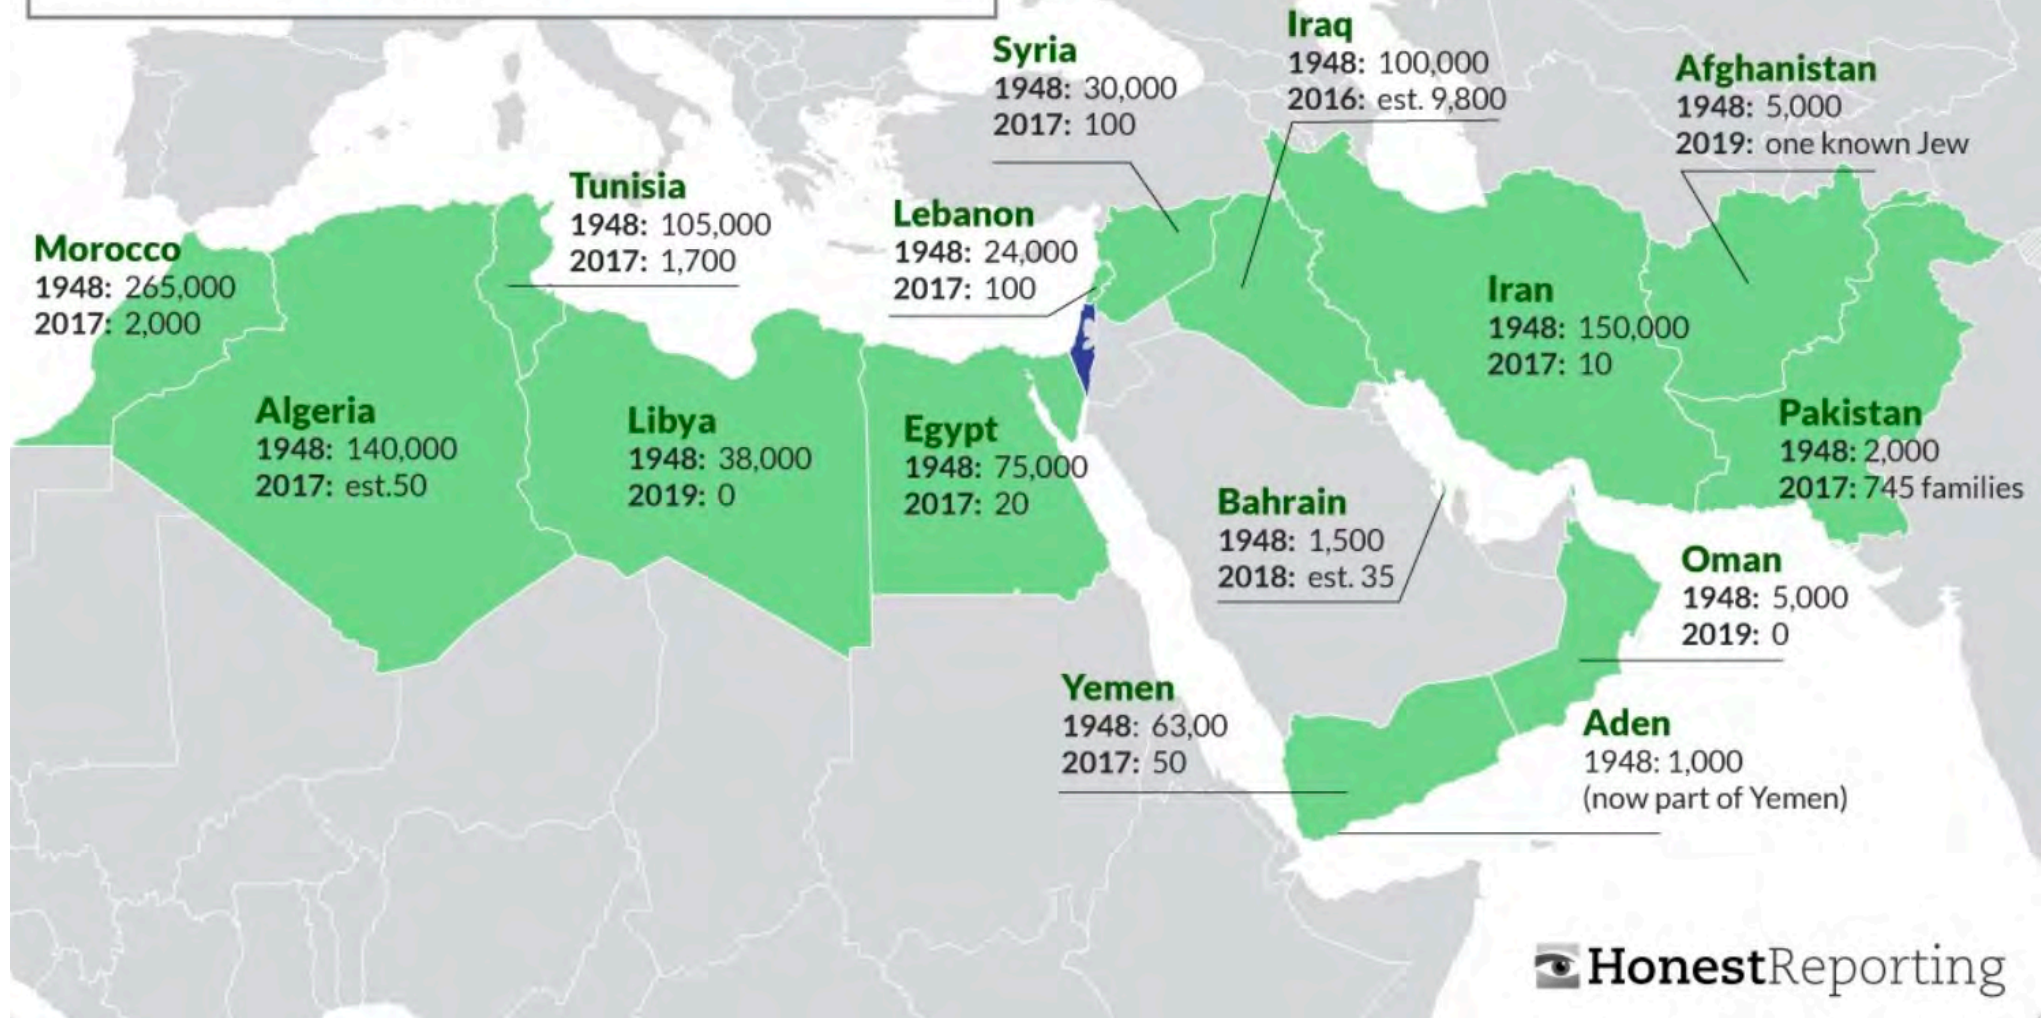 Iraq
1948: 100,000
2016: est. 9,800
Syria
1948: 30,000
2017: 100
Afghanistan
1948: 5,000
2019: one known Jew
Tunisia
1948: 105,000
2017: 1,700
Lebanon
1948: 24,000
2017: 100
Morocco
1948: 265,000
2017: 2,000
Iran
1948: 150,000
2017: 10
Algeria
1948: 140,000
2017: est.50
Libya
1948: 38,000
2019: 0
Egypt
1948: 75,000
2017: 20
Pakistan
1948: 2,000
2017: 745 families
Bahrain
1948: 1,500
2018: est. 35
Oman
1948: 5,000
2019: 0
Yemen
1948: 63,00
2017: 50
Aden
1948: 1,000
(now part of Yemen)
HonestReporting